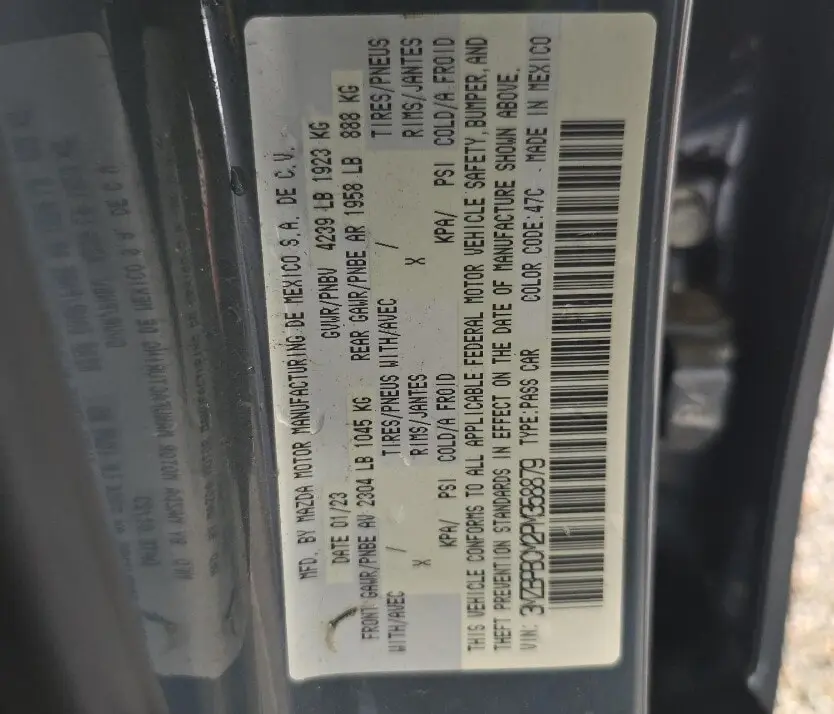 MFD. BY MAZDA MOTOR MANUFACTURING DE MEXICO S.A. DE C.V.
DATE 01/23 GVWR/PNBV 4239 LB 1923 KG
FRONT GAWR/PNBE AV 2304 LB 1045 KG REAR GAWR/PNBE AR 1958 LB 888 KG
WITH/AVEC / TIRES/PNEUS WITH/AVEC / TIRES/PNEUS
X RIMS/JANTES X RIMS/JANTES
KPA/ PSI COLD/A FROID KPA/ PSI COLD/A FROID
THIS VEHICLE CONFORMS TO ALL APPLICABLE FEDERAL MOTOR VEHICLE SAFETY, BUMPER, AND
THEFT PREVENTION STANDARDS IN EFFECT ON THE DATE OF MANUFACTURE SHOWN ABOVE.
VIN: 3MZBPBCM2PM358879 TYPE:PASS CAR COLOR CODE:47C - MADE IN MEXICO